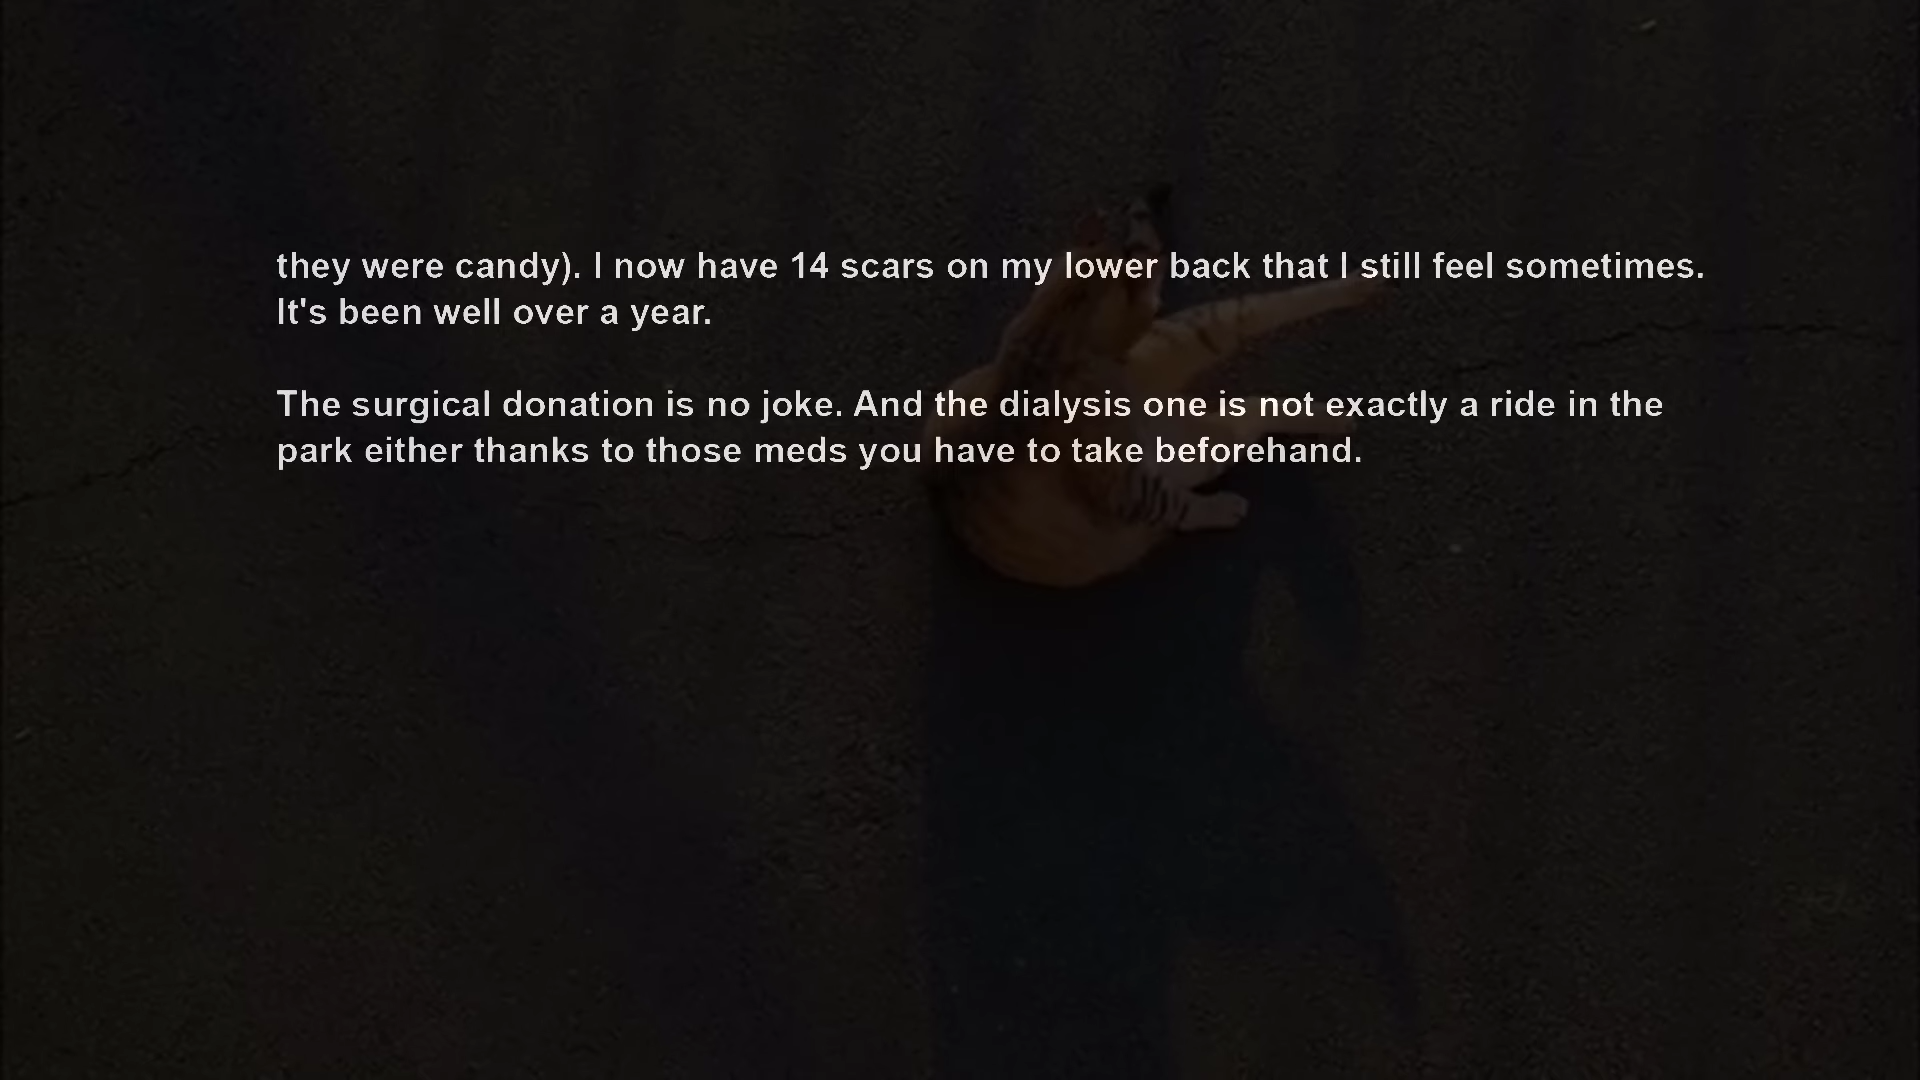 they were candy). I now have 14 scars on my lower back that I still feel sometimes.
It's been well over a year.
The surgical donation is no joke. And the dialysis one is not exactly a ride in the
park either thanks to those meds you have to take beforehand.